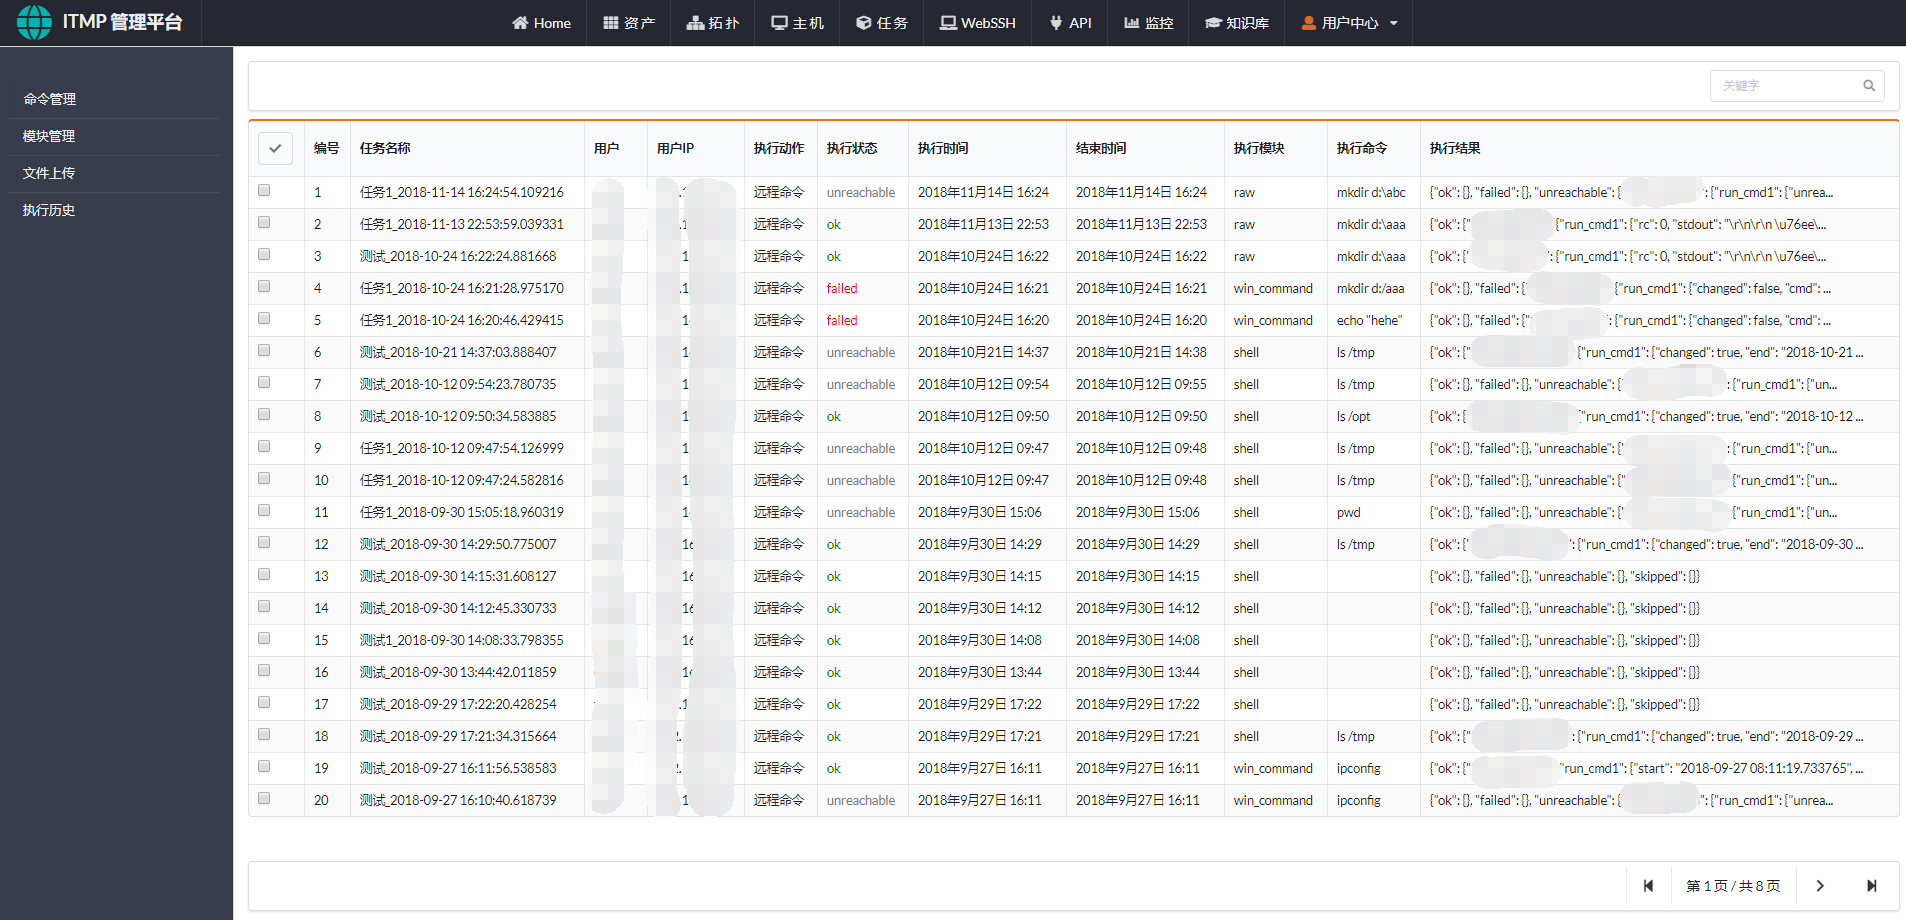 ITMP 管理平台
Home 资产 拓扑 主机 任务 WebSSH API 监控 知识库 用户中心
命令管理
模块管理
文件上传
执行历史
关键字
编号 任务名称 用户 用户IP 执行动作 执行状态 执行时间 结束时间 执行模块 执行命令 执行结果
1 任务1_2018-11-14 16:24:54.109216 远程命令 unreachable 2018年11月14日 16:24 2018年11月14日 16:24 raw mkdir d:\abc {"ok": {}, "failed": {}, "unreachable": { : {"run_cmd1": {"unrea...
2 任务1_2018-11-13 22:53:59.039331 远程命令 ok 2018年11月13日 22:53 2018年11月13日 22:53 raw mkdir d:\aaa {"ok": {" {"run_cmd1": {"rc": 0, "stdout": "\r\n\r\n \u76ee\...
3 测试_2018-10-24 16:22:24.881668 远程命令 ok 2018年10月24日 16:22 2018年10月24日 16:22 raw mkdir d:\aaa {"ok": {" : {"run_cmd1": {"rc": 0, "stdout": "\r\n\r\n \u76ee\...
4 任务1_2018-10-24 16:21:28.975170 远程命令 failed 2018年10月24日 16:21 2018年10月24日 16:21 win_command mkdir d:/aaa {"ok": {}, "failed": {" {"run_cmd1": {"changed": false, "cmd": ...
5 任务1_2018-10-24 16:20:46.429415 远程命令 failed 2018年10月24日 16:20 2018年10月24日 16:20 win_command echo "hehe" {"ok": {}, "failed": {" : {"run_cmd1": {"changed": false, "cmd": ...
6 测试_2018-10-21 14:37:03.888407 远程命令 unreachable 2018年10月21日 14:37 2018年10月21日 14:38 shell ls /tmp {"ok": {" {"run_cmd1": {"changed": true, "end": "2018-10-21 ...
7 测试_2018-10-12 09:54:23.780735 远程命令 unreachable 2018年10月12日 09:54 2018年10月12日 09:55 shell ls /tmp {"ok": {}, "failed": {}, "unreachable": {" : {"run_cmd1": {"un...
8 测试_2018-10-12 09:50:34.583885 远程命令 ok 2018年10月12日 09:50 2018年10月12日 09:50 shell ls /opt {"ok": { {"run_cmd1": {"changed": true, "end": "2018-10-12 ...
9 任务1_2018-10-12 09:47:54.126999 远程命令 unreachable 2018年10月12日 09:47 2018年10月12日 09:48 shell ls /tmp {"ok": {}, "failed": {}, "unreachable": {" : {"run_cmd1": {"un...
10 任务1_2018-10-12 09:47:24.582816 远程命令 unreachable 2018年10月12日 09:47 2018年10月12日 09:48 shell ls /tmp {"ok": {}, "failed": {}, "unreachable": {" {"run_cmd1": {"un...
11 任务1_2018-09-30 15:05:18.960319 远程命令 unreachable 2018年9月30日 15:06 2018年9月30日 15:06 shell pwd {"ok": {}, "failed": {}, "unreachable": {" : {"run_cmd1": {"un...
12 测试_2018-09-30 14:29:50.775007 远程命令 ok 2018年9月30日 14:29 2018年9月30日 14:29 shell ls /tmp {"ok": {" : {"run_cmd1": {"changed": true, "end": "2018-09-30 ...
13 测试_2018-09-30 14:15:31.608127 远程命令 ok 2018年9月30日 14:15 2018年9月30日 14:15 shell {"ok": {}, "failed": {}, "unreachable": {}, "skipped": {}}
14 测试_2018-09-30 14:12:45.330733 远程命令 ok 2018年9月30日 14:12 2018年9月30日 14:12 shell {"ok": {}, "failed": {}, "unreachable": {}, "skipped": {}}
15 测试1_2018-09-30 14:08:33.798355 远程命令 ok 2018年9月30日 14:08 2018年9月30日 14:08 shell {"ok": {}, "failed": {}, "unreachable": {}, "skipped": {}}
16 测试_2018-09-30 13:44:42.011859 远程命令 ok 2018年9月30日 13:44 2018年9月30日 13:44 shell {"ok": {}, "failed": {}, "unreachable": {}, "skipped": {}}
17 测试_2018-09-29 17:22:20.428254 远程命令 ok 2018年9月29日 17:22 2018年9月29日 17:22 shell {"ok": {}, "failed": {}, "unreachable": {}, "skipped": {}}
18 测试_2018-09-29 17:21:34.315664 远程命令 ok 2018年9月29日 17:21 2018年9月29日 17:21 shell ls /tmp {"ok": {" : {"run_cmd1": {"changed": true, "end": "2018-09-29 ...
19 测试_2018-09-27 16:11:56.538583 远程命令 ok 2018年9月27日 16:11 2018年9月27日 16:11 win_command ipconfig {"ok": {" "run_cmd1": {"start": "2018-09-27 08:11:19.733765", ...
20 测试_2018-09-27 16:10:40.618739 远程命令 unreachable 2018年9月27日 16:11 2018年9月27日 16:11 win_command ipconfig {"ok": {}, "failed": {}, "unreachable": { ": {"run_cmd1": {"unrea...
第 1 页 / 共 8 页